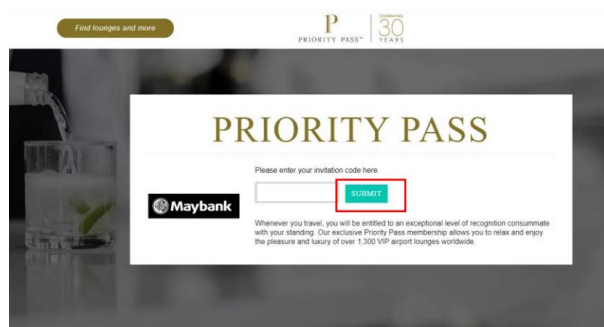 Find lounges and more
P
PRIORITY PASS™
CELEBRATING
30
YEARS
PRIORITY PASS
Please enter your invitation code here
SUBMIT
Maybank
Whenever you travel, you will be entitled to an exceptional level of recognition consummate
with your standing. Our exclusive Priority Pass membership allows you to relax and enjoy
the pleasure and luxury of over 1,300 VIP airport lounges worldwide.